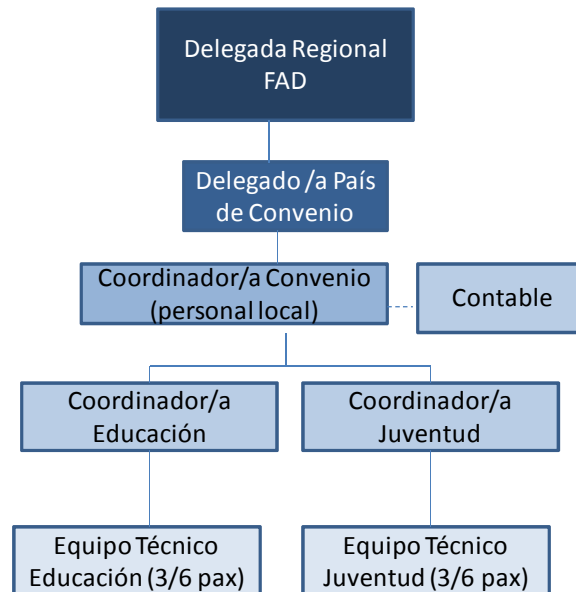 Delegada Regional
FAD
Delegado /a País
de Convenio
Coordinador/a Convenio
(personal local)
Contable
Coordinador/a
Educación
Coordinador/a
Juventud
Equipo Técnico
Educación (3/6 pax)
Equipo Técnico
Juventud (3/6 pax)